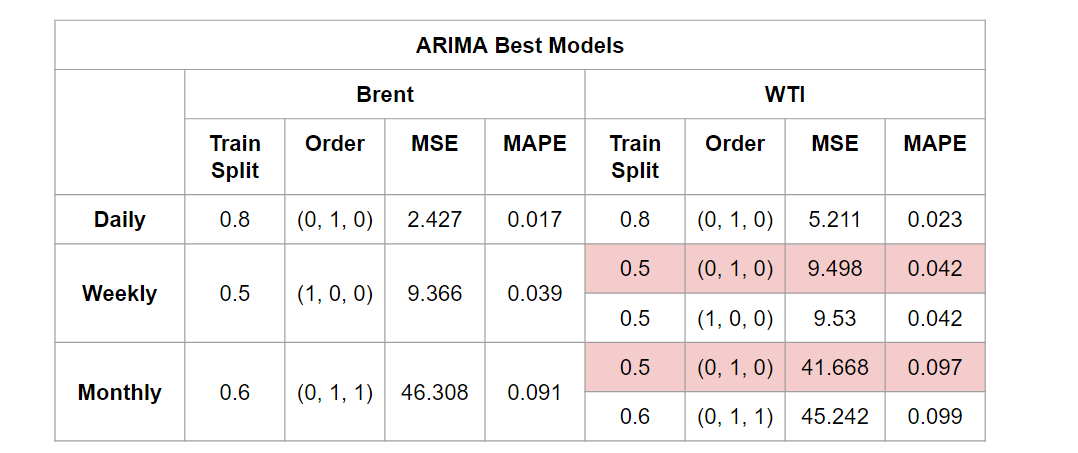 ARIMA Best Models
Brent WTI
Train Split Order MSE MAPE Train Split Order MSE MAPE
Daily 0.8 (0, 1, 0) 2.427 0.017 0.8 (0, 1, 0) 5.211 0.023
Weekly 0.5 (1, 0, 0) 9.366 0.039 0.5 (0, 1, 0) 9.498 0.042
0.5 (1, 0, 0) 9.53 0.042
Monthly 0.6 (0, 1, 1) 46.308 0.091 0.5 (0, 1, 0) 41.668 0.097
0.6 (0, 1, 1) 45.242 0.099